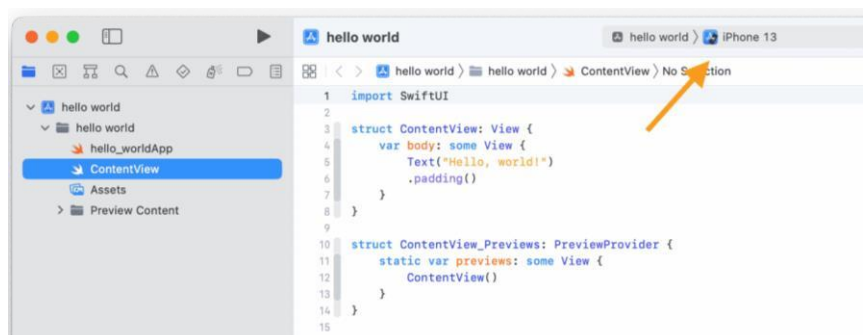 hello world
hello world 〉 iPhone 13
hello world 〉 hello world 〉 ContentView 〉 No Selection
hello world
hello world
hello_worldApp
ContentView
Assets
Preview Content
1 import SwiftUI
2
3 struct ContentView: View {
4 var body: some View {
5 Text("Hello, world!")
6 .padding()
7 }
8 }
9
10 struct ContentView_Previews: PreviewProvider {
11 static var previews: some View {
12 ContentView()
13 }
14 }
15